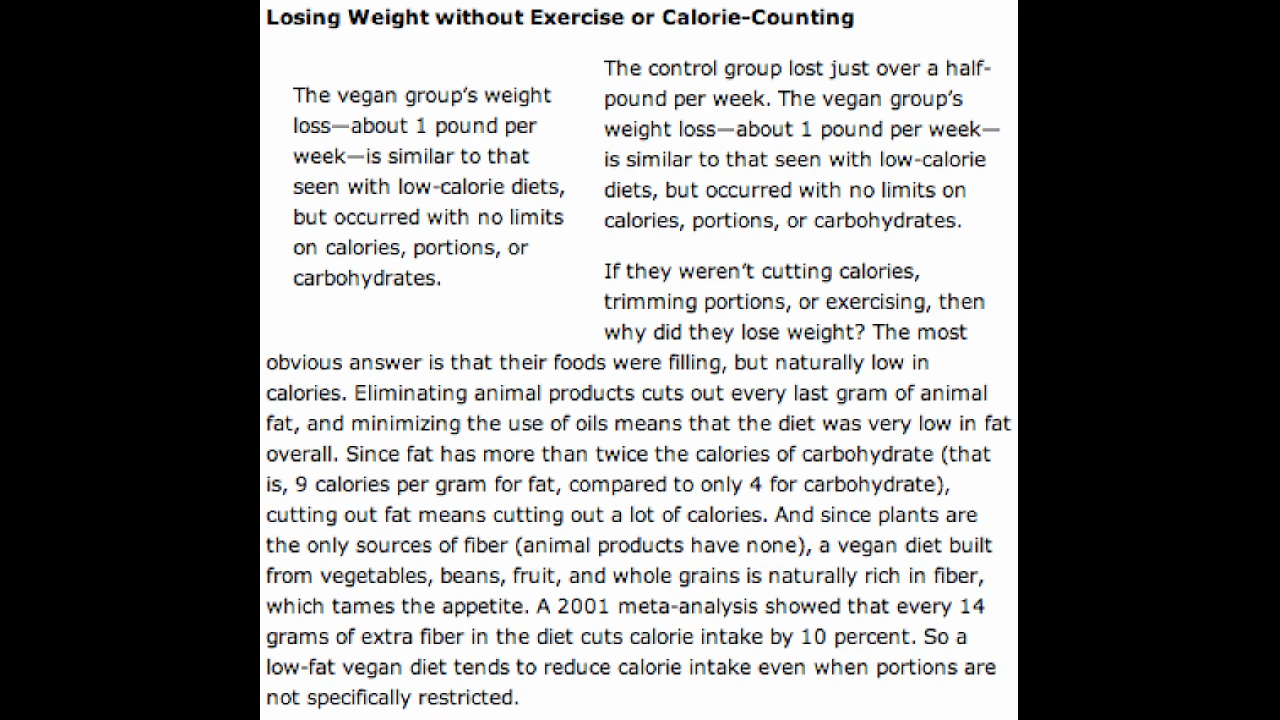 Losing Weight without Exercise or Calorie-Counting
The vegan group’s weight
loss—about 1 pound per
week—is similar to that
seen with low-calorie diets,
but occurred with no limits
on calories, portions, or
carbohydrates.
The control group lost just over a half-
pound per week. The vegan group’s
weight loss—about 1 pound per week—
is similar to that seen with low-calorie
diets, but occurred with no limits on
calories, portions, or carbohydrates.
If they weren’t cutting calories,
trimming portions, or exercising, then
why did they lose weight? The most
obvious answer is that their foods were filling, but naturally low in
calories. Eliminating animal products cuts out every last gram of animal
fat, and minimizing the use of oils means that the diet was very low in fat
overall. Since fat has more than twice the calories of carbohydrate (that
is, 9 calories per gram for fat, compared to only 4 for carbohydrate),
cutting out fat means cutting out a lot of calories. And since plants are
the only sources of fiber (animal products have none), a vegan diet built
from vegetables, beans, fruit, and whole grains is naturally rich in fiber,
which tames the appetite. A 2001 meta-analysis showed that every 14
grams of extra fiber in the diet cuts calorie intake by 10 percent. So a
low-fat vegan diet tends to reduce calorie intake even when portions are
not specifically restricted.